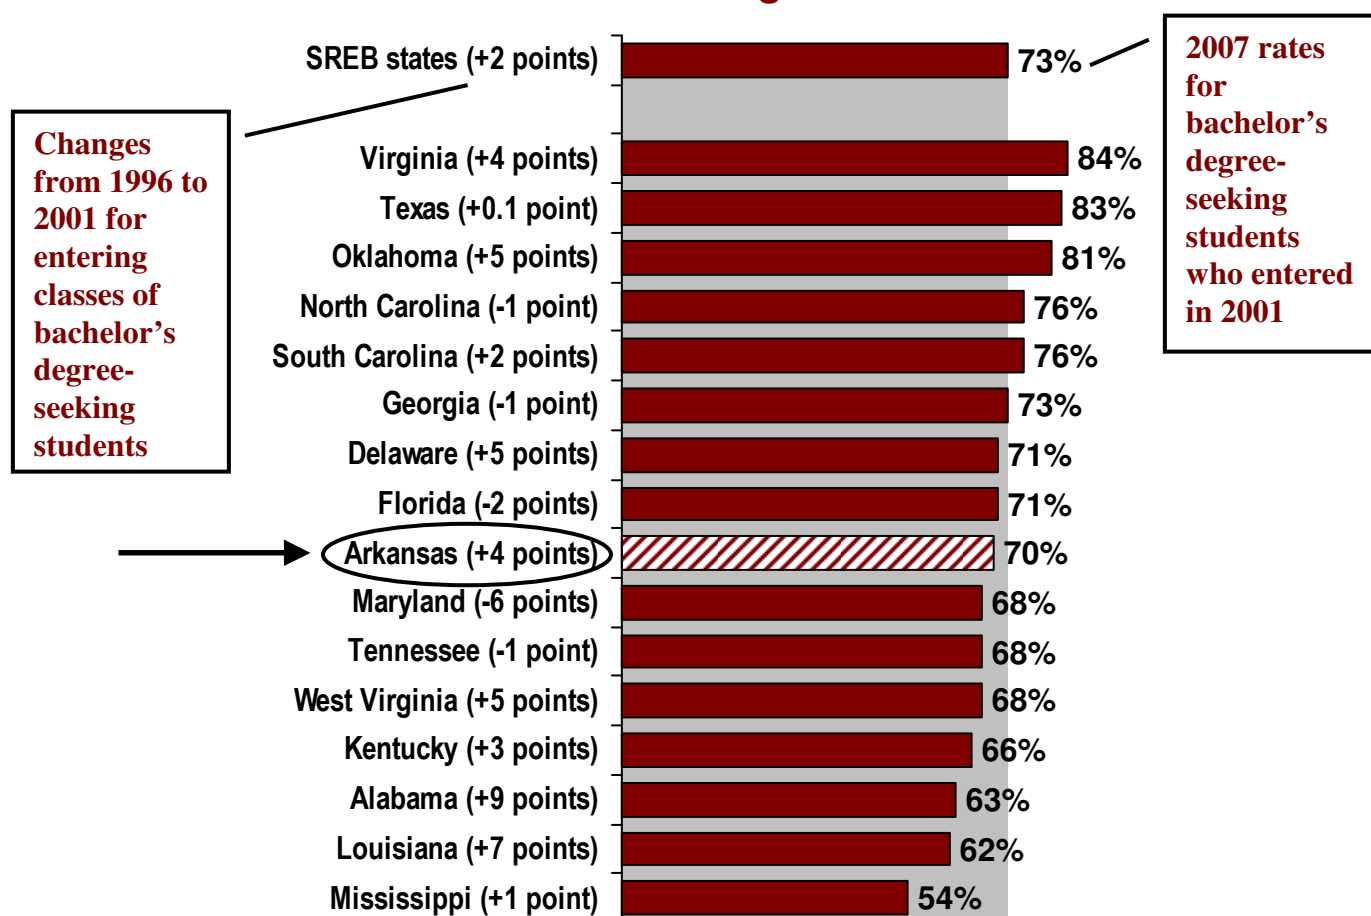 SREB states (+2 points) 73%
Virginia (+4 points) 84%
Texas (+0.1 point) 83%
Oklahoma (+5 points) 81%
North Carolina (-1 point) 76%
South Carolina (+2 points) 76%
Georgia (-1 point) 73%
Delaware (+5 points) 71%
Florida (-2 points) 71%
Arkansas (+4 points) 70%
Maryland (-6 points) 68%
Tennessee (-1 point) 68%
West Virginia (+5 points) 68%
Kentucky (+3 points) 66%
Alabama (+9 points) 63%
Louisiana (+7 points) 62%
Mississippi (+1 point) 54%
Changes
from 1996 to
2001 for
entering
classes of
bachelor’s
degree-
seeking
students
2007 rates
for
bachelor’s
degree-
seeking
students
who entered
in 2001